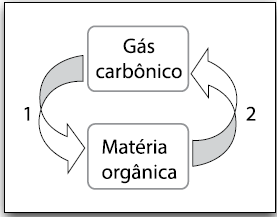 Gás
carbônico
1
2
Matéria
orgânica